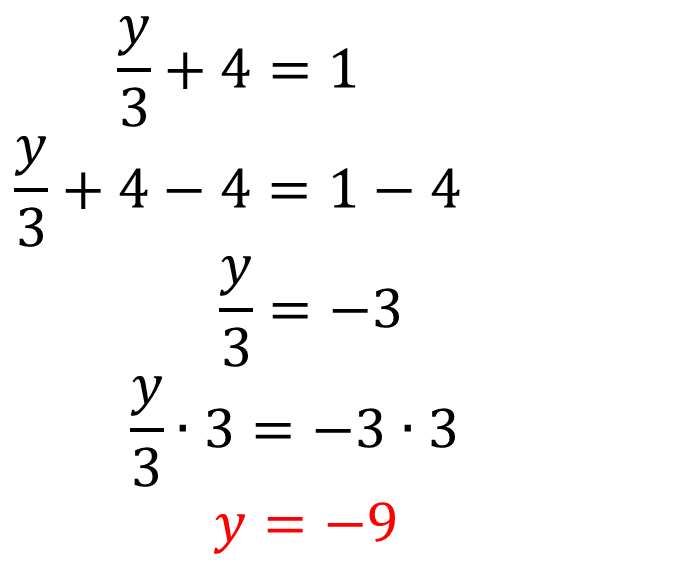 y/3 + 4 = 1
y/3 + 4 − 4 = 1 − 4
y/3 = −3
y/3 · 3 = −3 · 3
y = −9